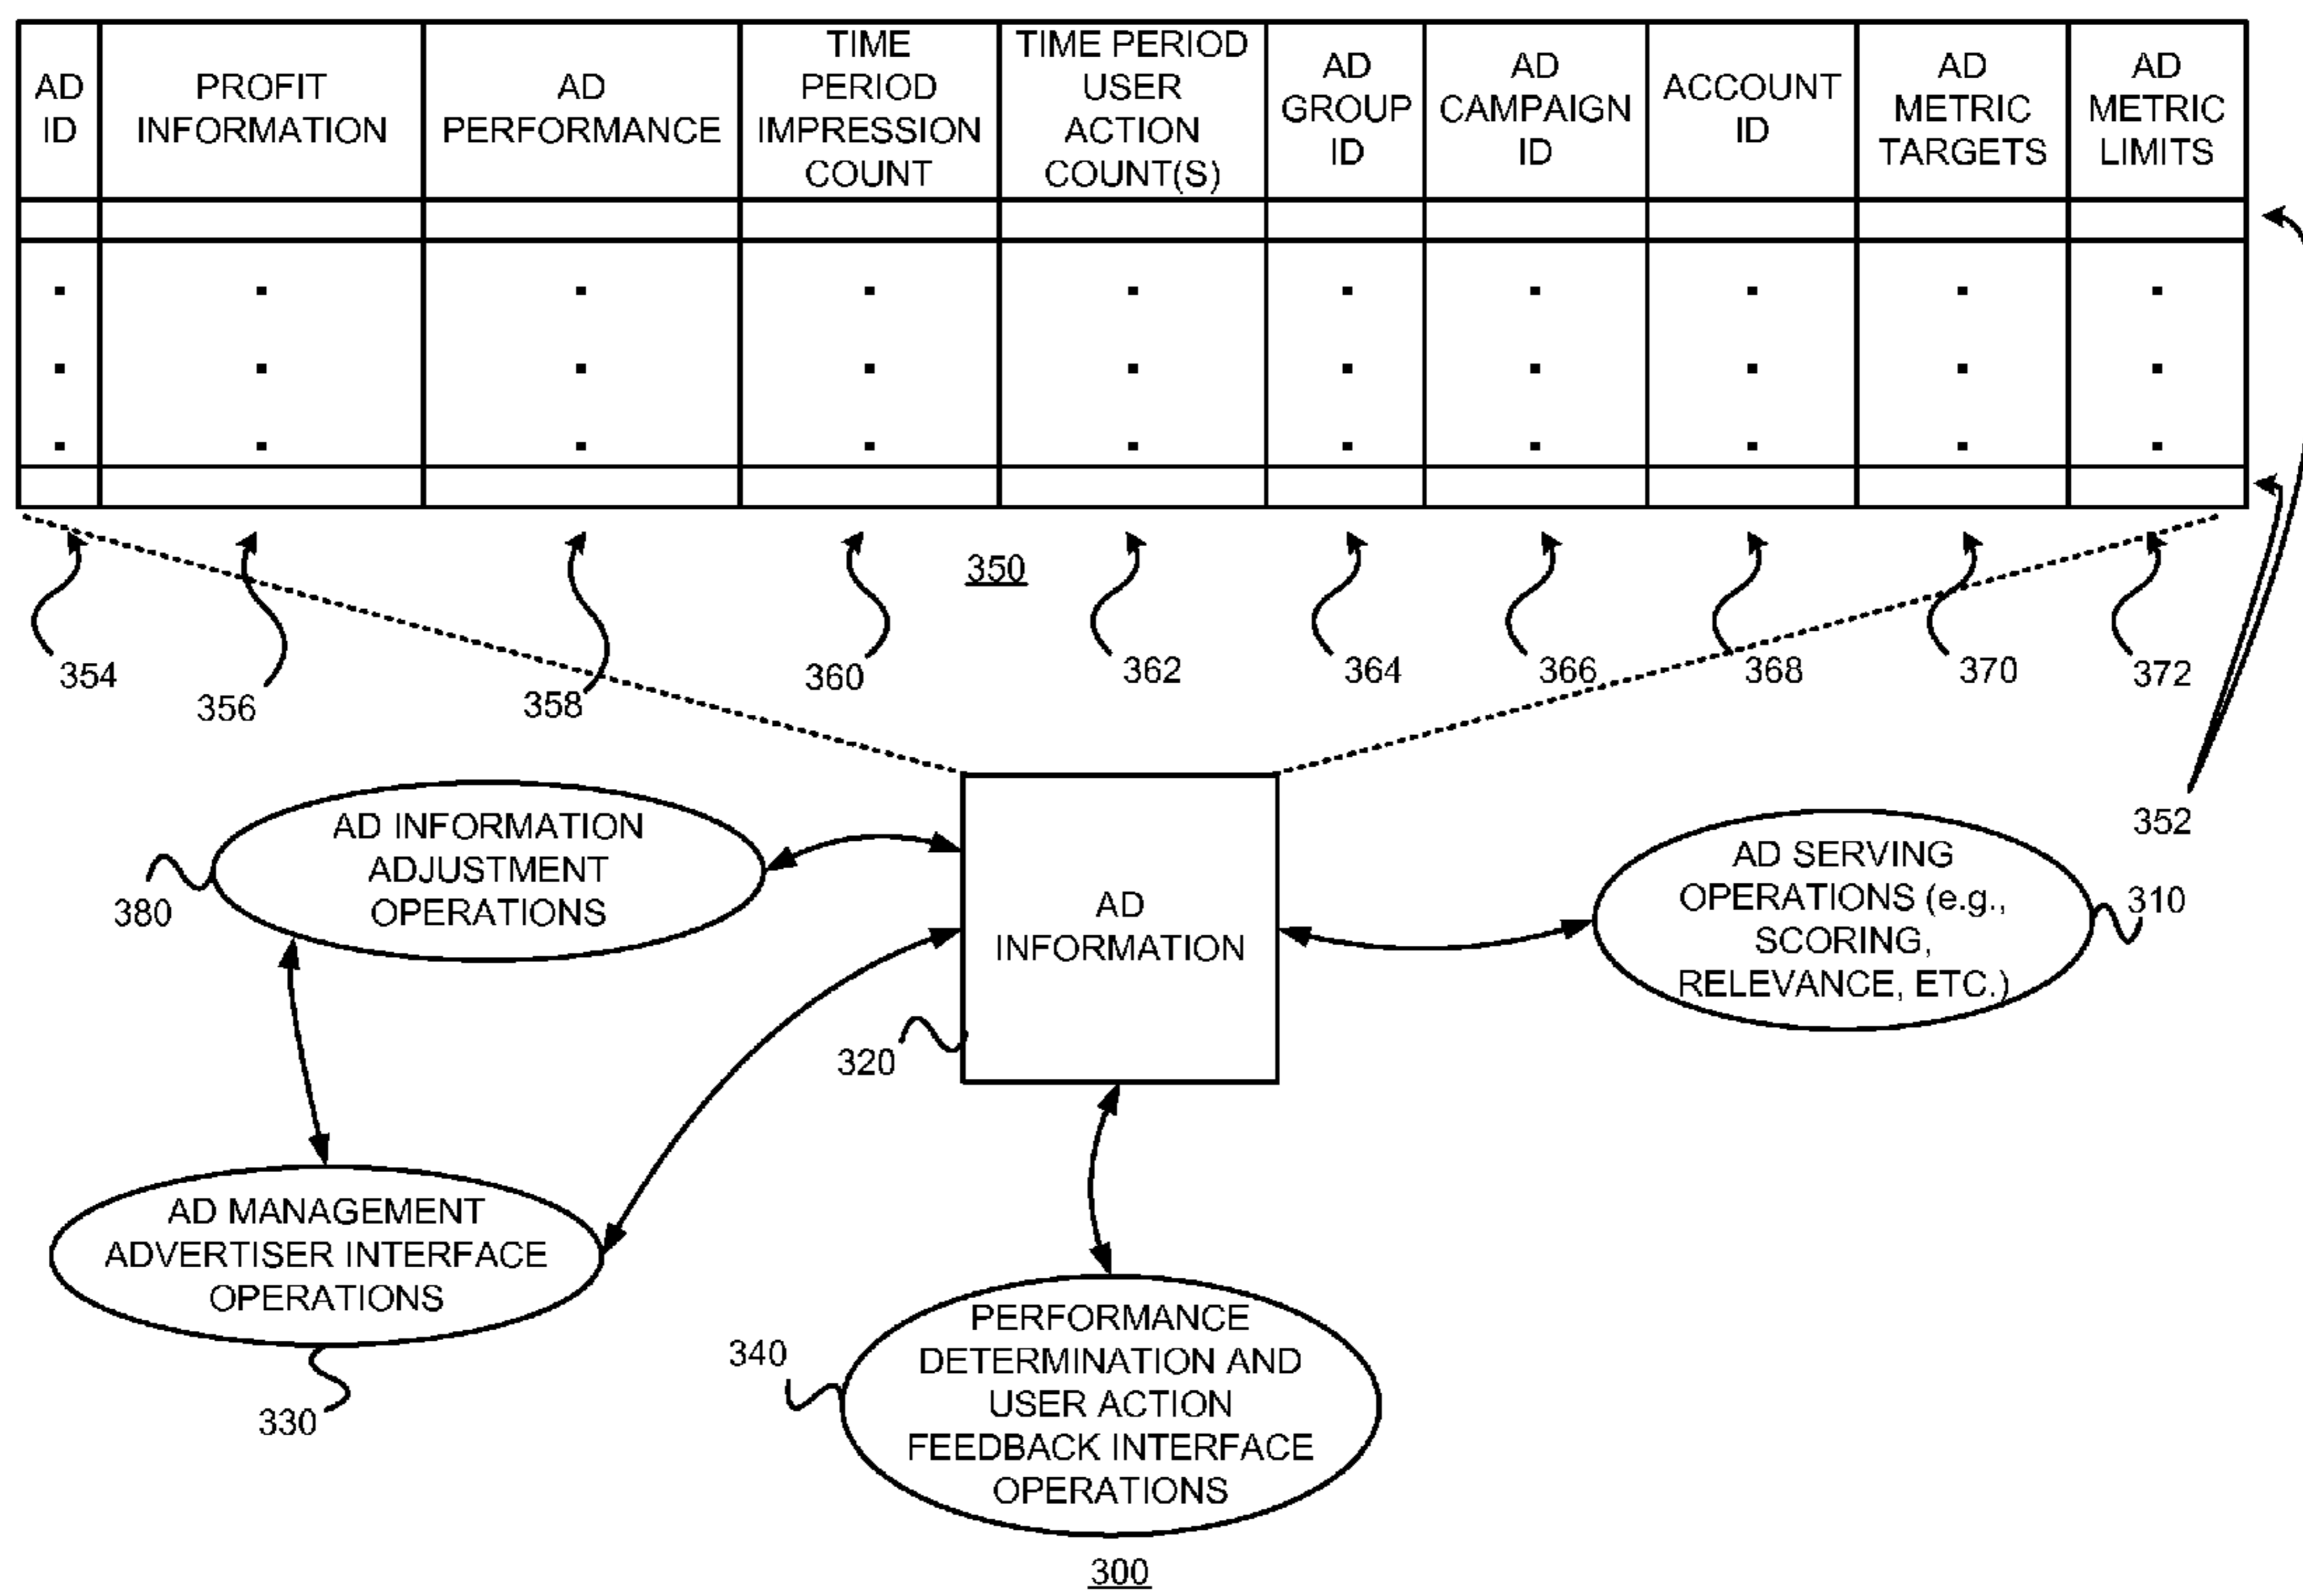 AD
ID
PROFIT
INFORMATION
AD
PERFORMANCE
TIME
PERIOD
IMPRESSION
COUNT
TIME PERIOD
USER
ACTION
COUNT(S)
AD
GROUP
ID
AD
CAMPAIGN
ID
ACCOUNT
ID
AD
METRIC
TARGETS
AD
METRIC
LIMITS
350
354
356
358
360
362
364
366
368
370
372
352
AD INFORMATION
ADJUSTMENT
OPERATIONS
380
AD
INFORMATION
320
AD SERVING
OPERATIONS (e.g.,
SCORING,
RELEVANCE, ETC.)
310
AD MANAGEMENT
ADVERTISER INTERFACE
OPERATIONS
330
340
PERFORMANCE
DETERMINATION AND
USER ACTION
FEEDBACK INTERFACE
OPERATIONS
300